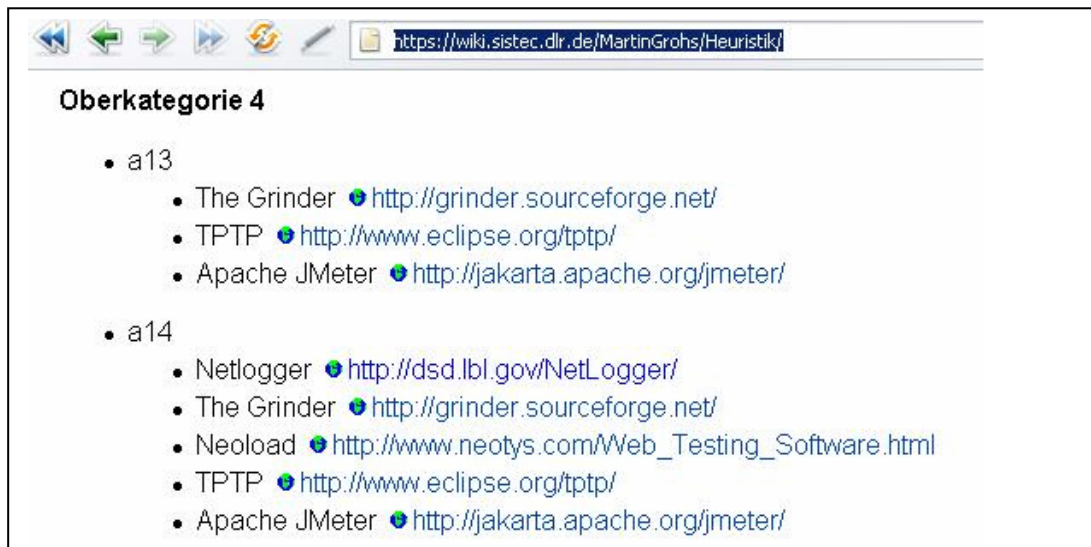 https://wiki.sistec.dlr.de/MartinGrohs/Heuristik/
Oberkategorie 4
a13
The Grinder http://grinder.sourceforge.net/
TPTP http://www.eclipse.org/tptp/
Apache JMeter http://jakarta.apache.org/jmeter/
a14
Netlogger http://dsd.lbl.gov/NetLogger/
The Grinder http://grinder.sourceforge.net/
Neoload http://www.neotys.com/Web_Testing_Software.html
TPTP http://www.eclipse.org/tptp/
Apache JMeter http://jakarta.apache.org/jmeter/